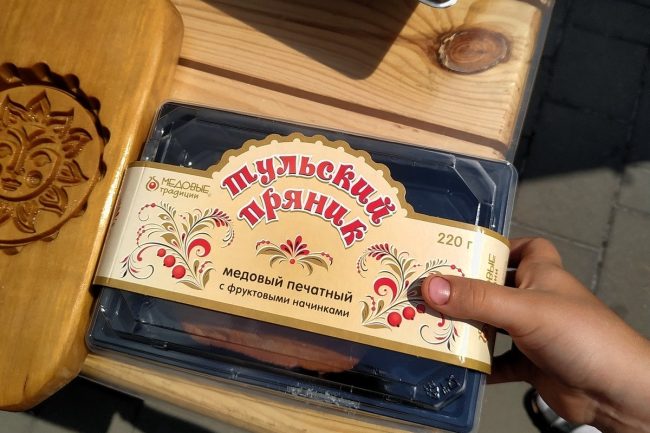 МЕДОВЫЕ
традиции
ТУЛЬСКИЙ
ПРЯНИК
220 г
медовый печатный
с фруктовыми начинками